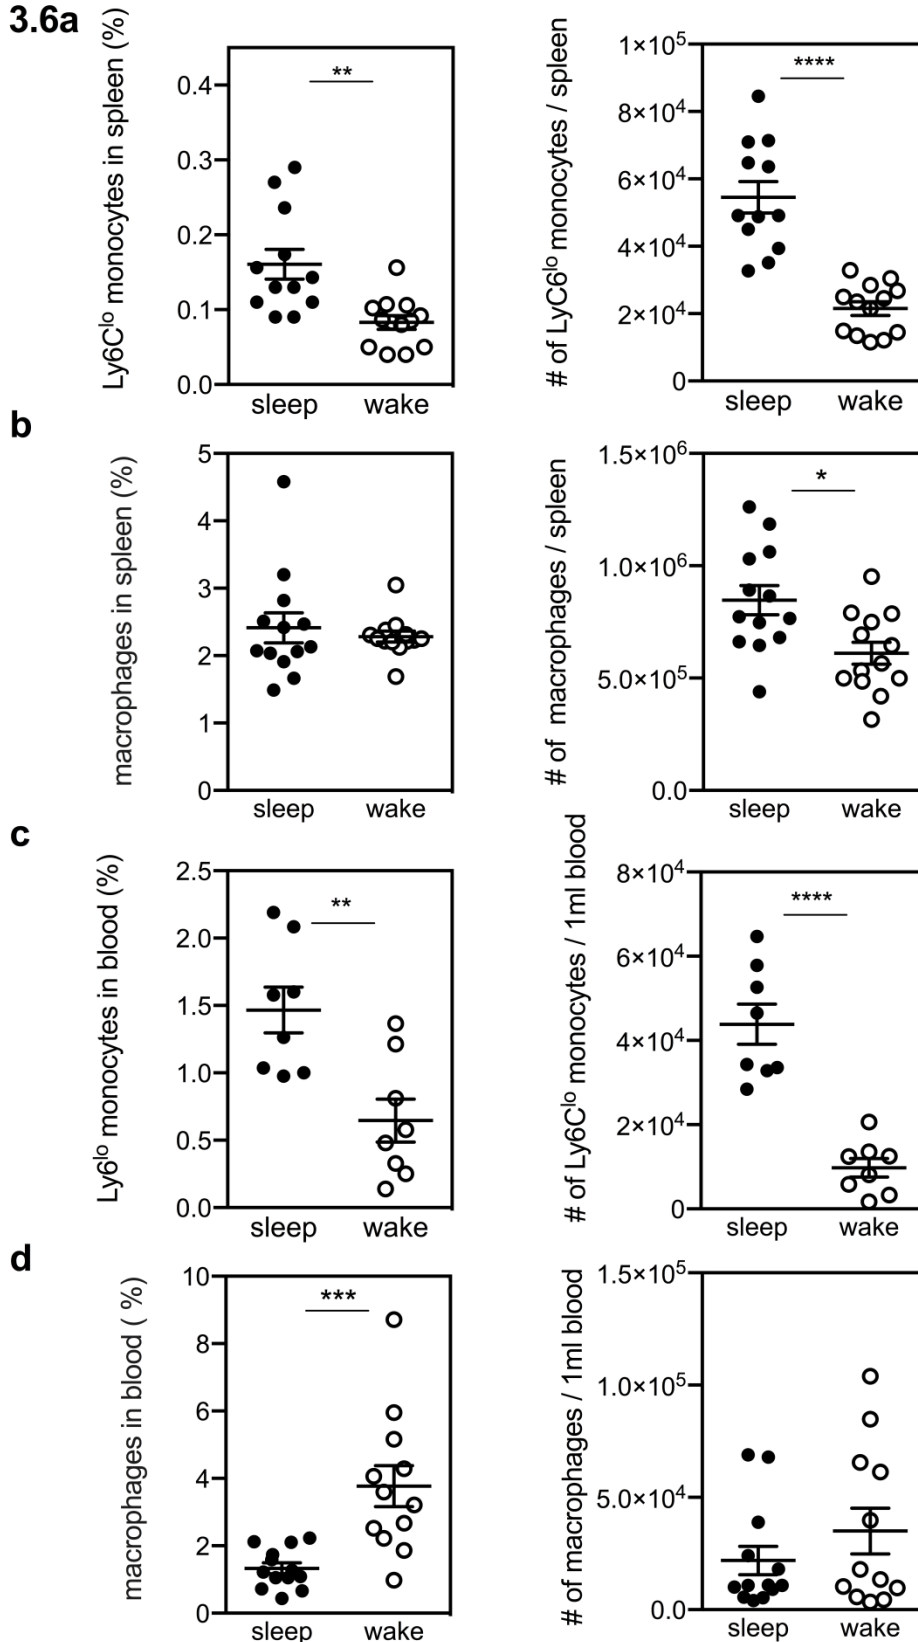 3.6a
Ly6C^lo monocytes in spleen (%)
0.4
0.3
0.2
0.1
0.0
**
sleep
wake
# of LyC6^lo monocytes / spleen
1×10^5
8×10^4
6×10^4
4×10^4
2×10^4
0
****
sleep
wake
b
macrophages in spleen (%)
5
4
3
2
1
0
sleep
wake
# of macrophages / spleen
1.5×10^6
1.0×10^6
5.0×10^5
0.0
*
sleep
wake
c
Ly6^lo monocytes in blood (%)
2.5
2.0
1.5
1.0
0.5
0.0
**
sleep
wake
# of Ly6C^lo monocytes / 1ml blood
8×10^4
6×10^4
4×10^4
2×10^4
0
****
sleep
wake
d
macrophages in blood ( %)
10
8
6
4
2
0
***
sleep
wake
# of macrophages / 1ml blood
1.5×10^5
1.0×10^5
5.0×10^4
0.0
sleep
wake